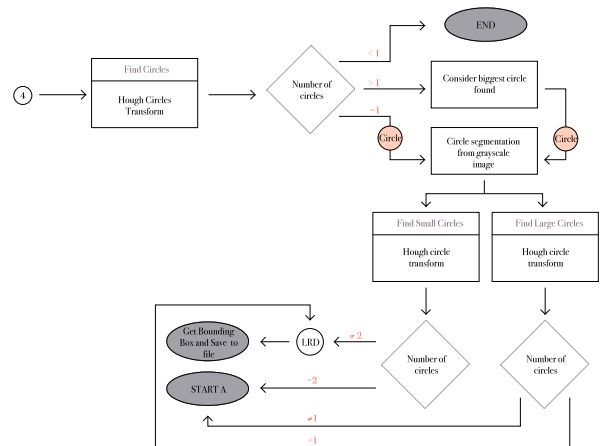 END
< 1
Find Circles
Number of
circles
> 1
Consider biggest circle
found
4
Hough Circles
Transform
=1
Circle
Circle
Circle segmentation
from grayscale
image
Find Small Circles
Find Large Circles
Hough circle
transform
Hough circle
transform
Get Bounding
Box and Save to
file
LRD
≠ 2
Number of
circles
Number of
circles
START A
=2
≠1
=1